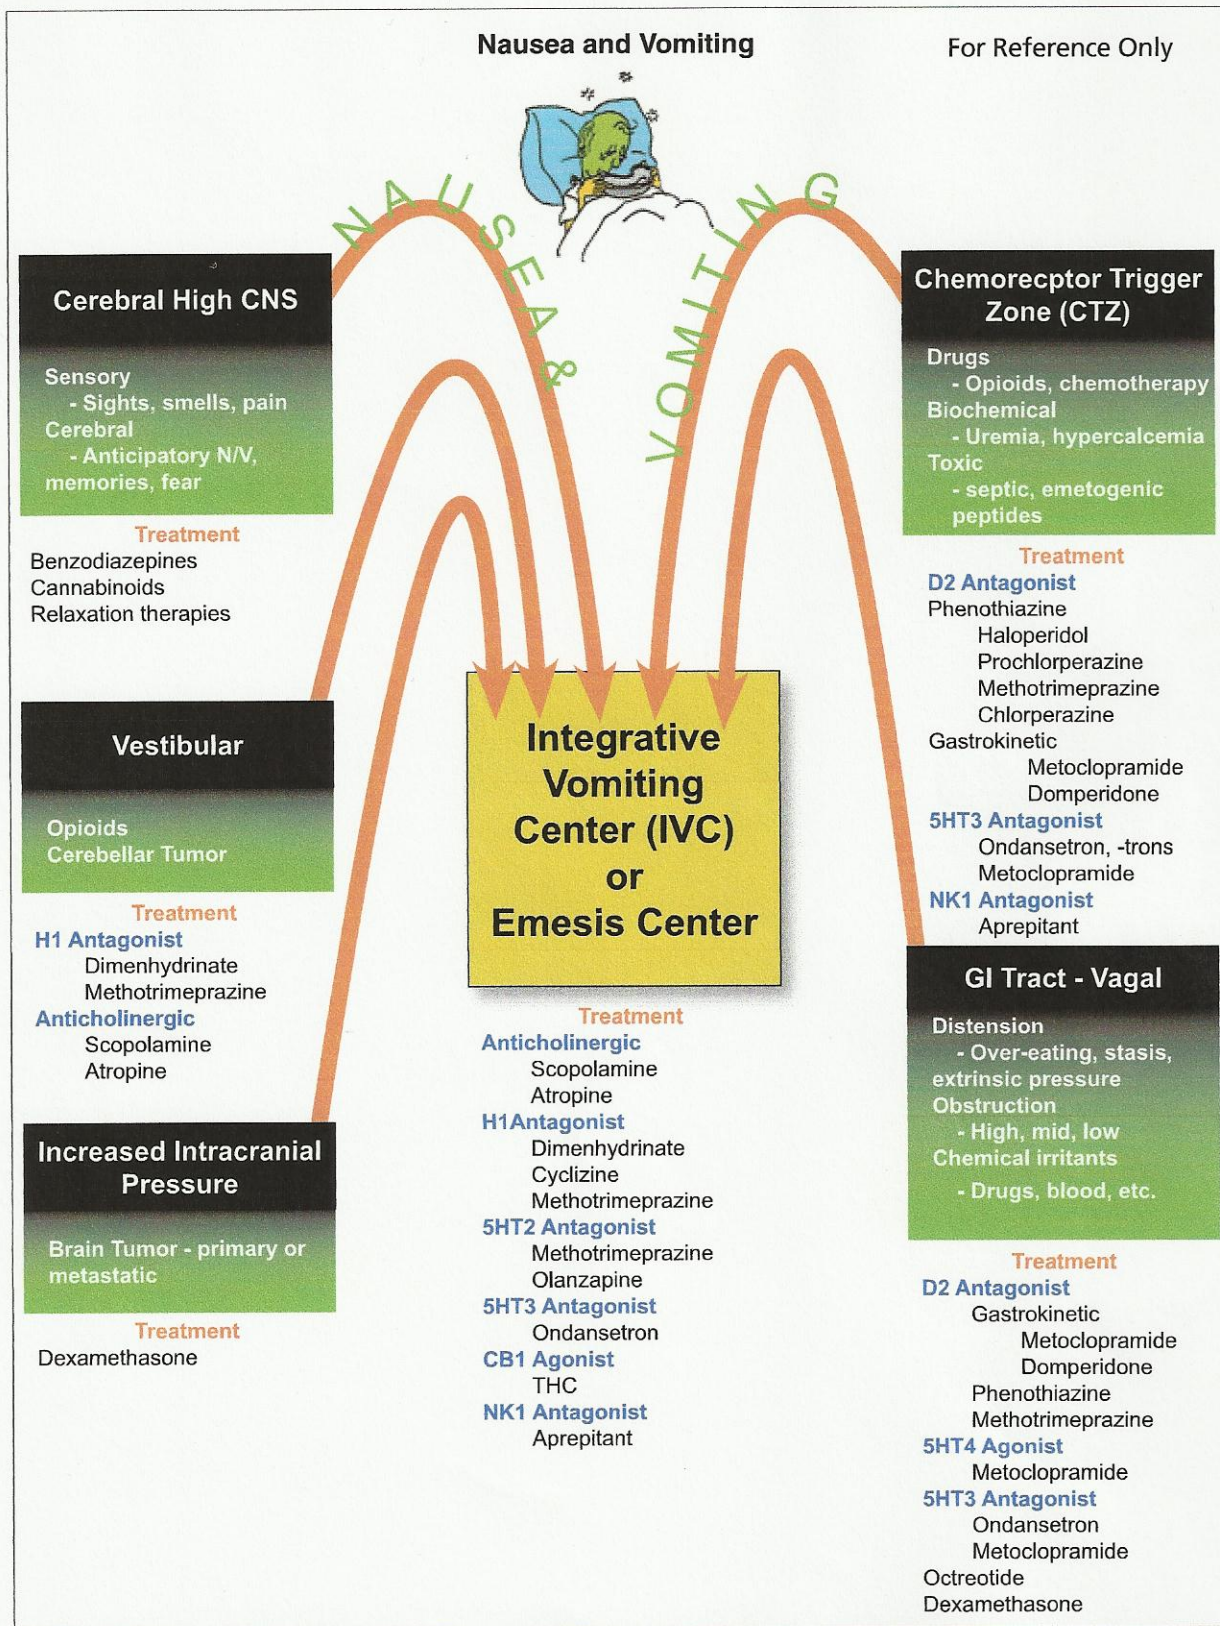 Nausea and Vomiting
For Reference Only
NAUSEA &
VOMITING
Cerebral High CNS
Sensory
- Sights, smells, pain
Cerebral
- Anticipatory N/V,
memories, fear
Treatment
Benzodiazepines
Cannabinoids
Relaxation therapies
Vestibular
Opioids
Cerebellar Tumor
Treatment
H1 Antagonist
Dimenhydrinate
Methotrimeprazine
Anticholinergic
Scopolamine
Atropine
Increased Intracranial
Pressure
Brain Tumor - primary or
metastatic
Treatment
Dexamethasone
Integrative
Vomiting
Center (IVC)
or
Emesis Center
Treatment
Anticholinergic
Scopolamine
Atropine
H1Antagonist
Dimenhydrinate
Cyclizine
Methotrimeprazine
5HT2 Antagonist
Methotrimeprazine
Olanzapine
5HT3 Antagonist
Ondansetron
CB1 Agonist
THC
NK1 Antagonist
Aprepitant
Chemorecptor Trigger
Zone (CTZ)
Drugs
- Opioids, chemotherapy
Biochemical
- Uremia, hypercalcemia
Toxic
- septic, emetogenic
peptides
Treatment
D2 Antagonist
Phenothiazine
Haloperidol
Prochlorperazine
Methotrimeprazine
Chlorperazine
Gastrokinetic
Metoclopramide
Domperidone
5HT3 Antagonist
Ondansetron, -trons
Metoclopramide
NK1 Antagonist
Aprepitant
GI Tract - Vagal
Distension
- Over-eating, stasis,
extrinsic pressure
Obstruction
- High, mid, low
Chemical irritants
- Drugs, blood, etc.
Treatment
D2 Antagonist
Gastrokinetic
Metoclopramide
Domperidone
Phenothiazine
Methotrimeprazine
5HT4 Agonist
Metoclopramide
5HT3 Antagonist
Ondansetron
Metoclopramide
Octreotide
Dexamethasone